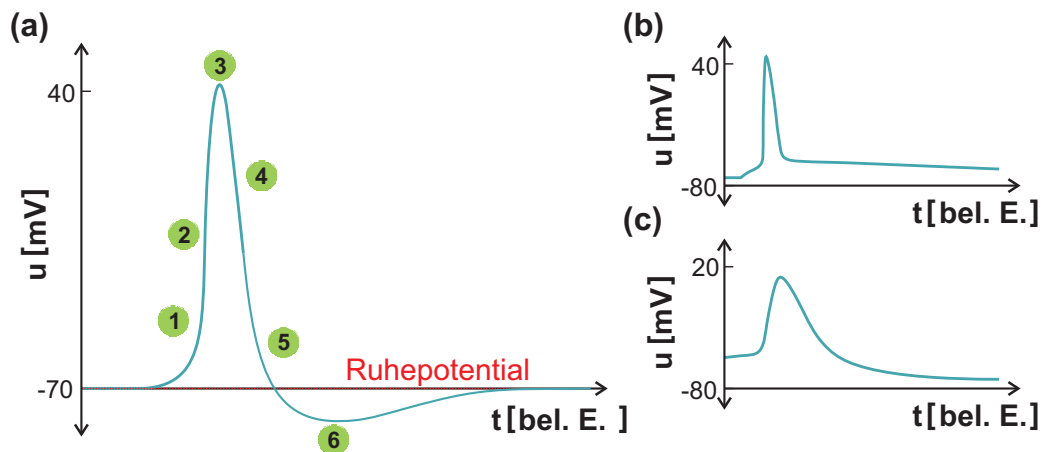 (a)
3
40
4
2
u [mV]
1
5
Ruhepotential
-70
t [bel. E. ]
6
(b)
40
u [mV]
-80
t [bel. E.]
(c)
20
u [mV]
-80
t [bel. E.]